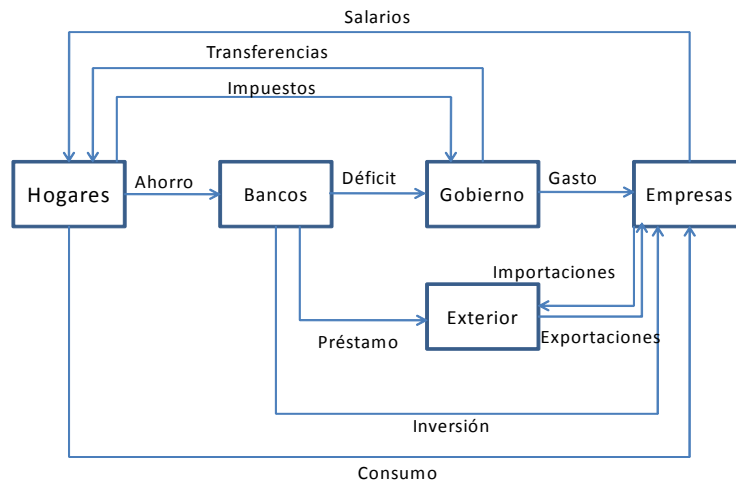 Salarios
Transferencias
Impuestos
Hogares
Ahorro
Bancos
Déficit
Gobierno
Gasto
Empresas
Importaciones
Exterior
Préstamo
Exportaciones
Inversión
Consumo